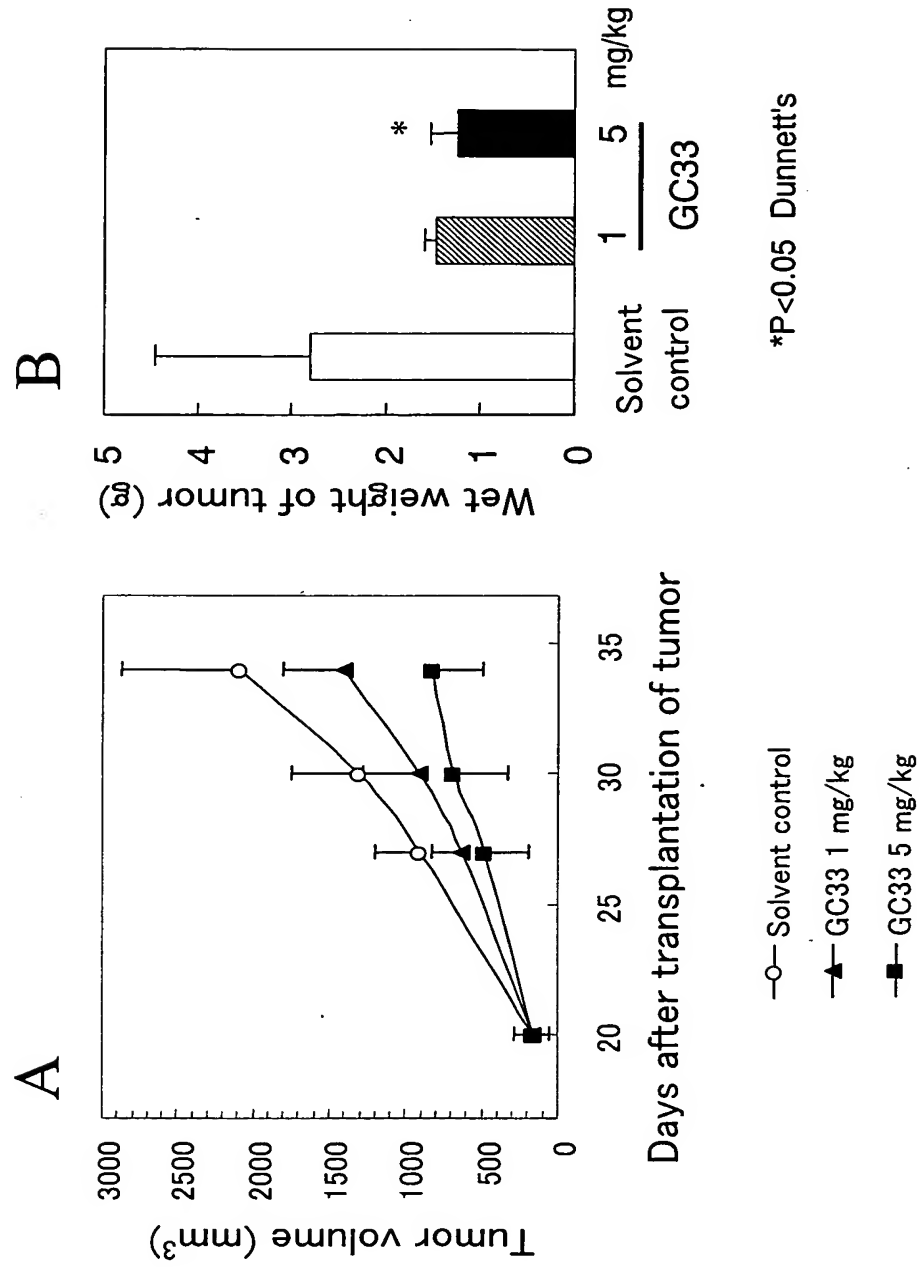 A
Tumor volume (mm³)
3000
2500
2000
1500
1000
500
0
20
25
30
35
Days after transplantation of tumor
Solvent control
GC33 1 mg/kg
GC33 5 mg/kg
B
Wet weight of tumor (g)
5
4
3
2
1
0
*
Solvent
control
1
5
mg/kg
GC33
*P<0.05 Dunnett's